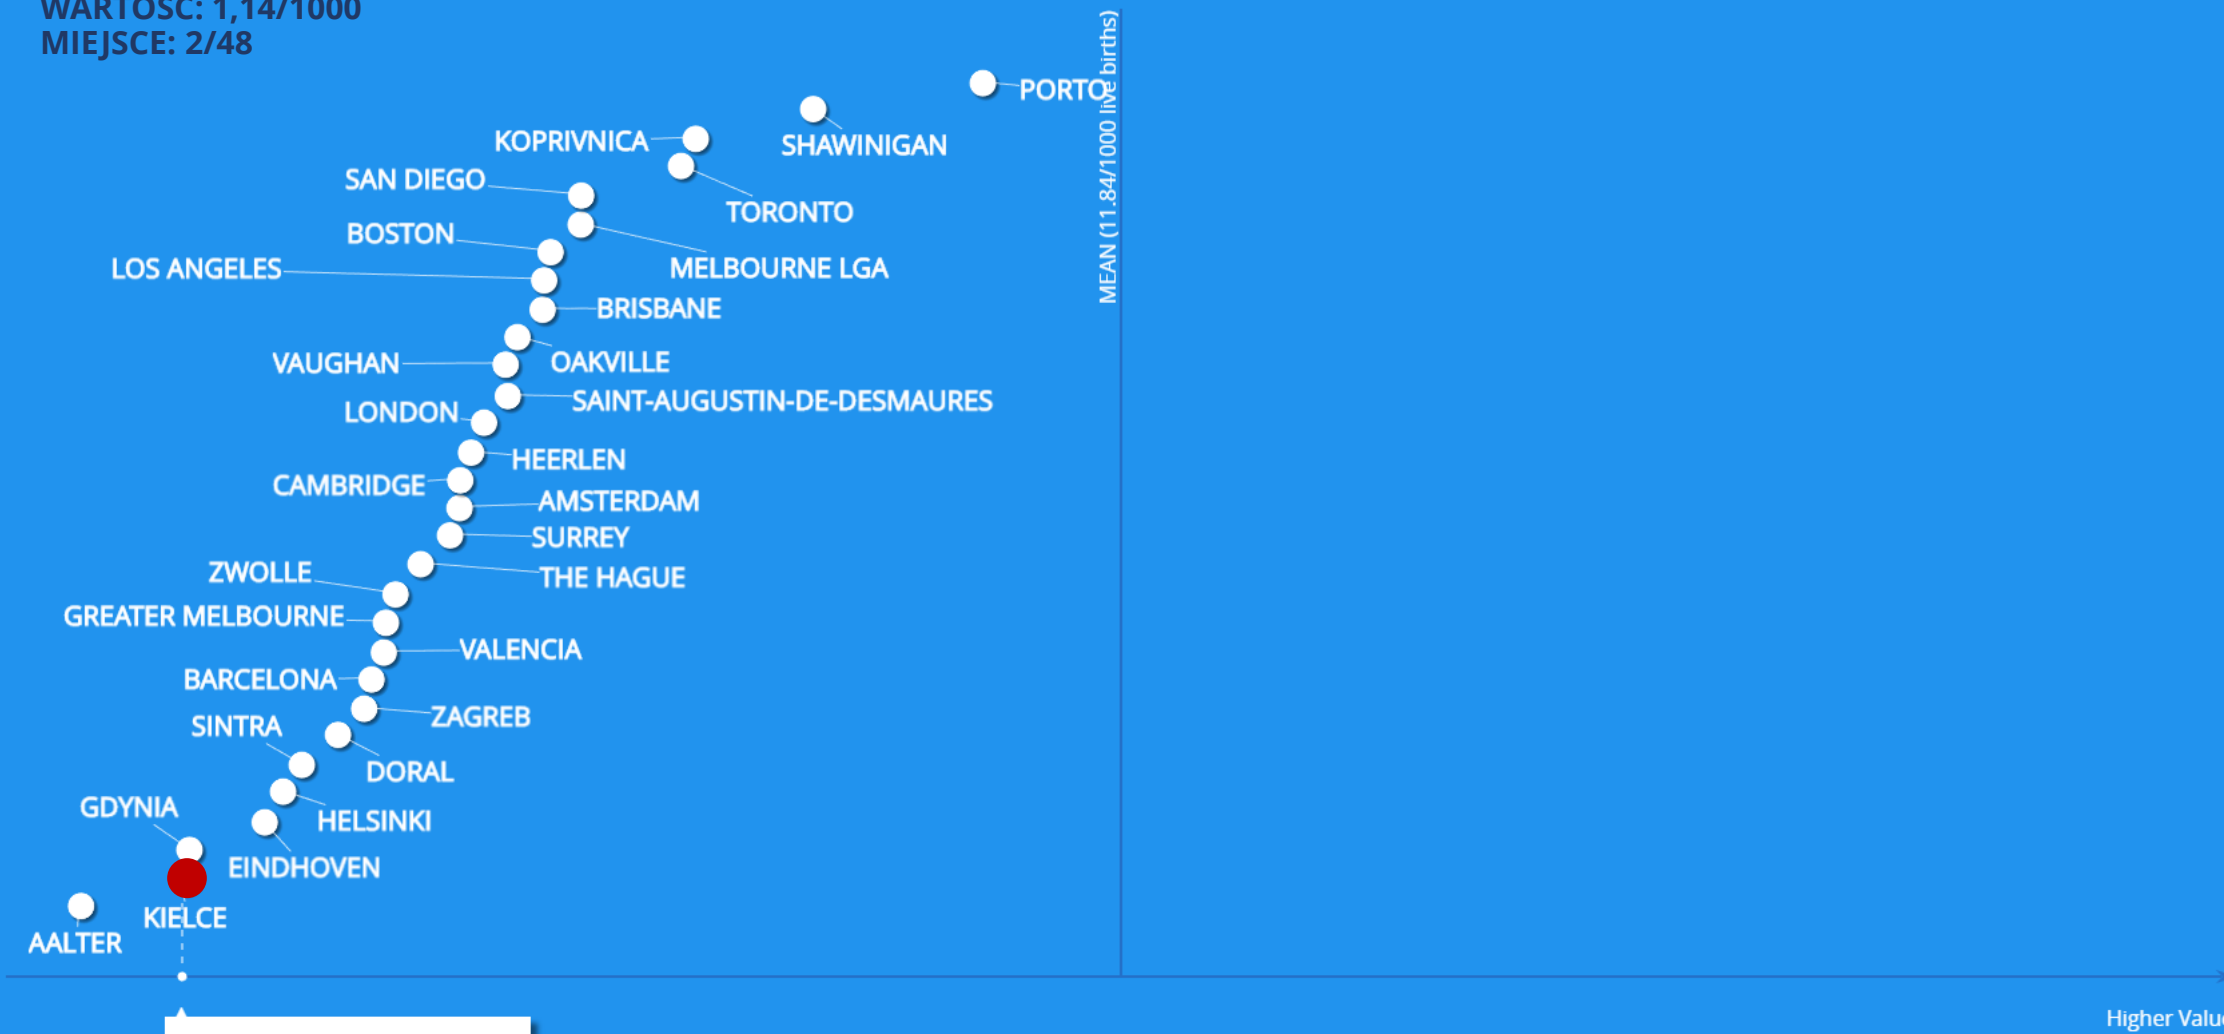 WARTOŚĆ: 1,14/1000
MIEJSCE: 2/48
MEAN (11.84/1000 live births)
PORTO
KOPRIVNICA
SHAWINIGAN
SAN DIEGO
TORONTO
BOSTON
LOS ANGELES
MELBOURNE LGA
BRISBANE
VAUGHAN
OAKVILLE
SAINT-AUGUSTIN-DE-DESMAURES
LONDON
HEERLEN
CAMBRIDGE
AMSTERDAM
SURREY
ZWOLLE
THE HAGUE
GREATER MELBOURNE
VALENCIA
BARCELONA
ZAGREB
SINTRA
DORAL
GDYNIA
HELSINKI
EINDHOVEN
KIELCE
AALTER
Higher Value